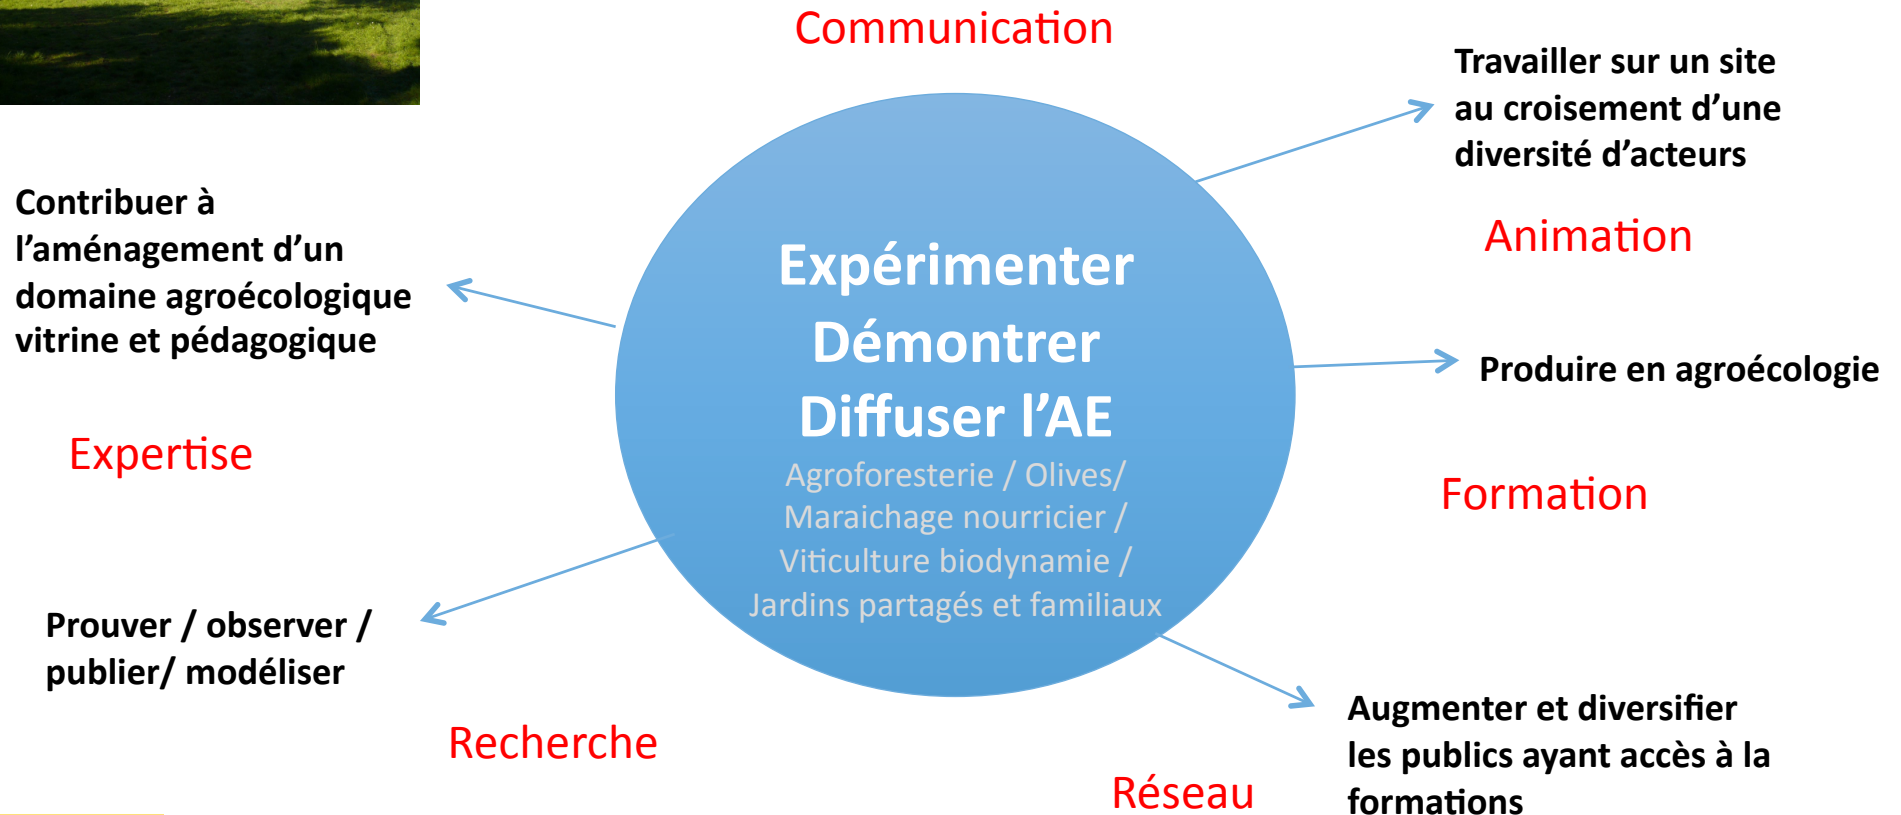 Communication
Travailler sur un site
au croisement d’une
diversité d’acteurs
Animation
Contribuer à
l’aménagement d’un
domaine agroécologique
vitrine et pédagogique
Expertise
Expérimenter
Démontrer
Diffuser l’AE
Agroforesterie / Olives/
Maraichage nourricier /
Viticulture biodynamie /
Jardins partagés et familiaux
Produire en agroécologie
Formation
Prouver / observer /
publier/ modéliser
Recherche
Réseau
Augmenter et diversifier
les publics ayant accès à la
formations